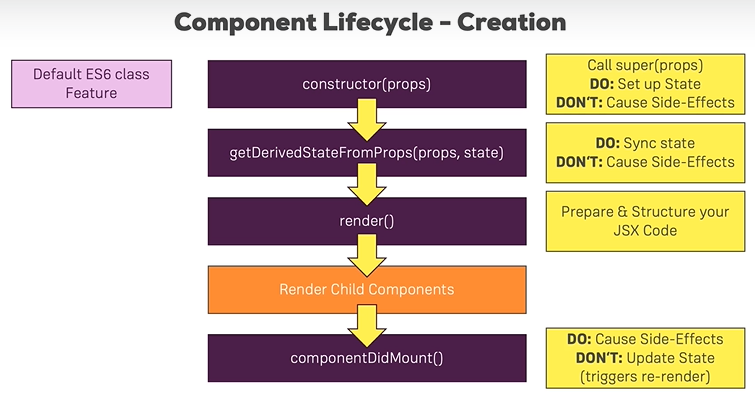 Component Lifecycle – Creation
Default ES6 class
Feature
constructor(props)
Call super(props)
DO: Set up State
DON'T: Cause Side-Effects
getDerivedStateFromProps(props, state)
DO: Sync state
DON'T: Cause Side-Effects
render()
Prepare & Structure your
JSX Code
Render Child Components
componentDidMount()
DO: Cause Side-Effects
DON'T: Update State
(triggers re-render)